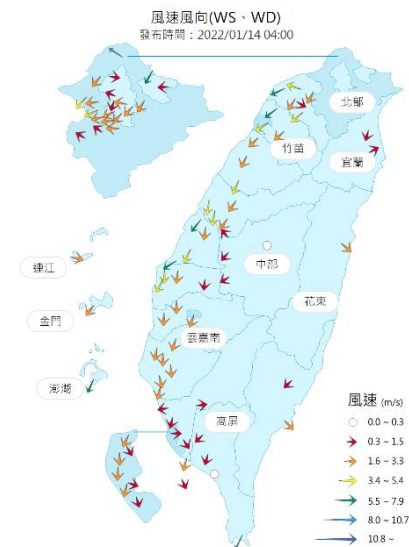 風速風向(WS、WD)
發布時間：2022/01/14 04:00
北部
竹苗
宜蘭
連江
中部
金門
花東
雲嘉南
澎湖
高屏
風速 (m/s)
0.0 ~ 0.3
0.3 ~ 1.5
1.6 ~ 3.3
3.4 ~ 5.4
5.5 ~ 7.9
8.0 ~ 10.7
10.8 ~